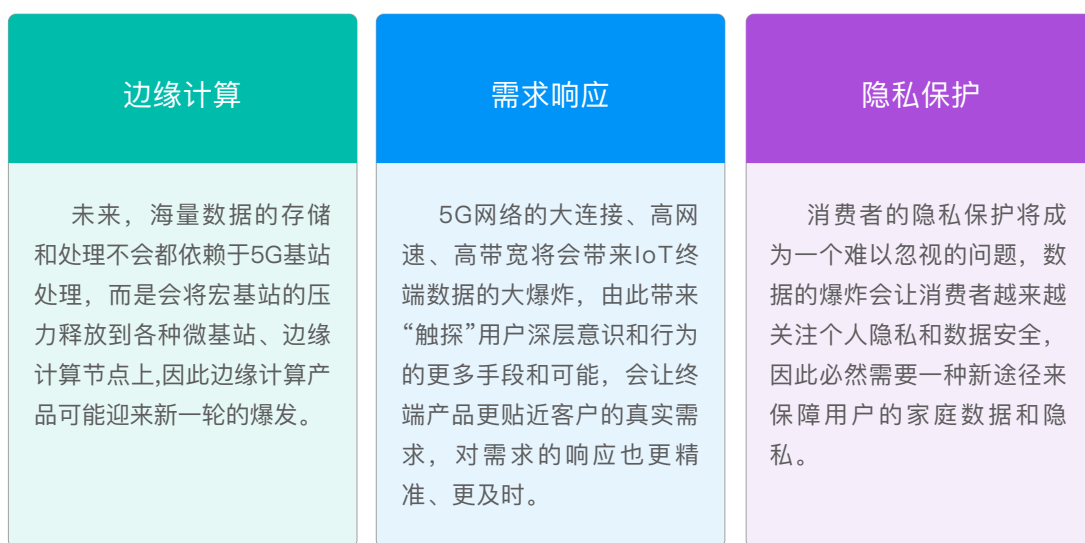 边缘计算
未来，海量数据的存储
和处理不会都依赖于5G基站
处理，而是会将宏基站的压
力释放到各种微基站、边缘
计算节点上,因此边缘计算产
品可能迎来新一轮的爆发。
需求响应
5G网络的大连接、高网
速、高带宽将会带来IoT终
端数据的大爆炸，由此带来
“触探”用户深层意识和行为
的更多手段和可能，会让终
端产品更贴近客户的真实需
求，对需求的响应也更精
准、更及时。
隐私保护
消费者的隐私保护将成
为一个难以忽视的问题，数
据的爆炸会让消费者越来越
关注个人隐私和数据安全，
因此必然需要一种新途径来
保障用户的家庭数据和隐
私。